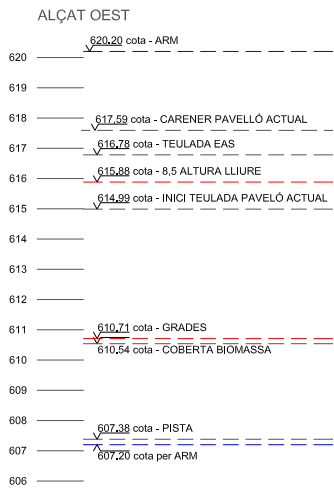 ALÇAT OEST
620.20 cota - ARM
620
619
618
617.59 cota - CARENER PAVELLÓ ACTUAL
617
616.78 cota - TEULADA EAS
616
615.88 cota - 8,5 ALTURA LLIURE
614.99 cota - INICI TEULADA PAVELÓ ACTUAL
615
614
613
612
611
610.71 cota - GRADES
610.54 cota - COBERTA BIOMASSA
610
609
608
607.38 cota - PISTA
607
607.20 cota per ARM
606